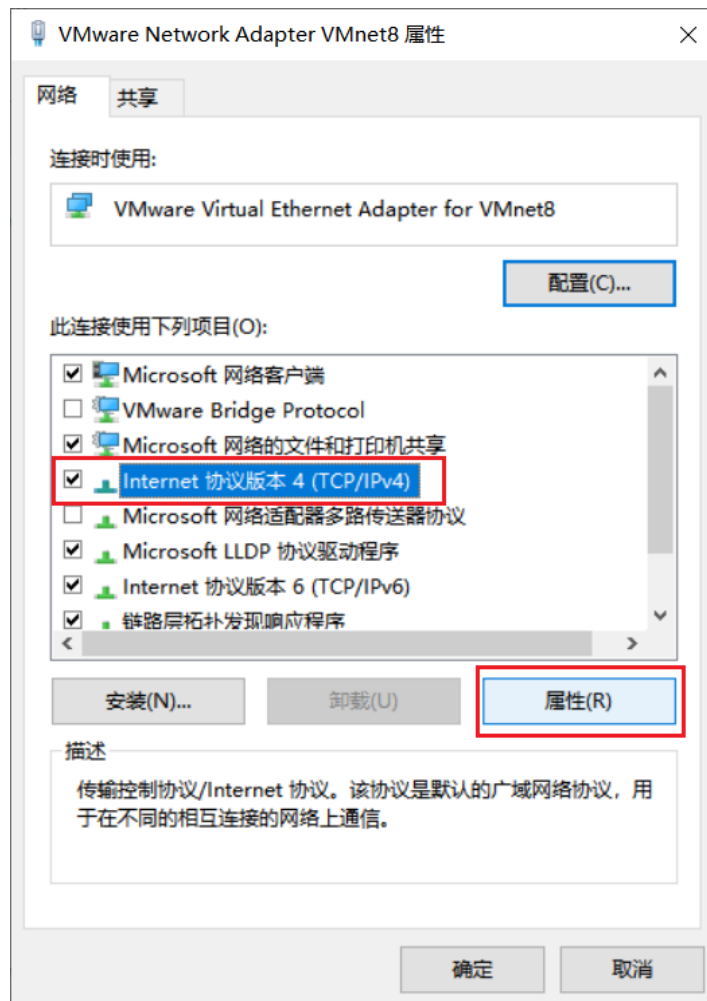 VMware Network Adapter VMnet8 属性
网络
共享
连接时使用:
VMware Virtual Ethernet Adapter for VMnet8
配置(C)...
此连接使用下列项目(O):
Microsoft 网络客户端
VMware Bridge Protocol
Microsoft 网络的文件和打印机共享
Internet 协议版本 4 (TCP/IPv4)
Microsoft 网络适配器多路传送器协议
Microsoft LLDP 协议驱动程序
Internet 协议版本 6 (TCP/IPv6)
链路层拓扑发现响应程序
安装(N)...
卸载(U)
属性(R)
描述
传输控制协议/Internet 协议。该协议是默认的广域网络协议，用
于在不同的相互连接的网络上通信。
确定
取消